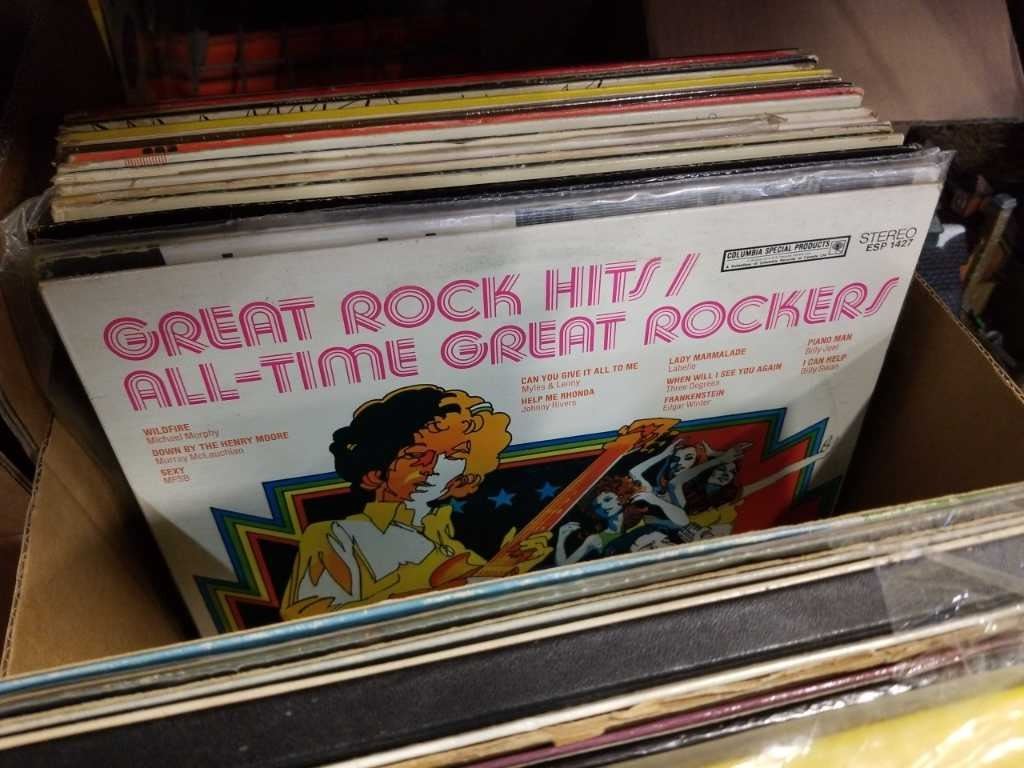 COLUMBIA SPECIAL PRODUCTS
STEREO
ESP 1427
GREAT ROCK HITS /
ALL-TIME GREAT ROCKERS
WILDFIRE
Michael Morphy
DOWN BY THE HENRY MOORE
Murray McLauchlan
SEXY
MFSB
CAN YOU GIVE IT ALL TO ME
Myles & Lenny
HELP ME RHONDA
Johnny Rivers
LADY MARMALADE
Labelle
WHEN WILL I SEE YOU AGAIN
Three Degrees
FRANKENSTEIN
Edgar Winter
PIANO MAN
Billy Joel
I CAN HELP
Billy Swan